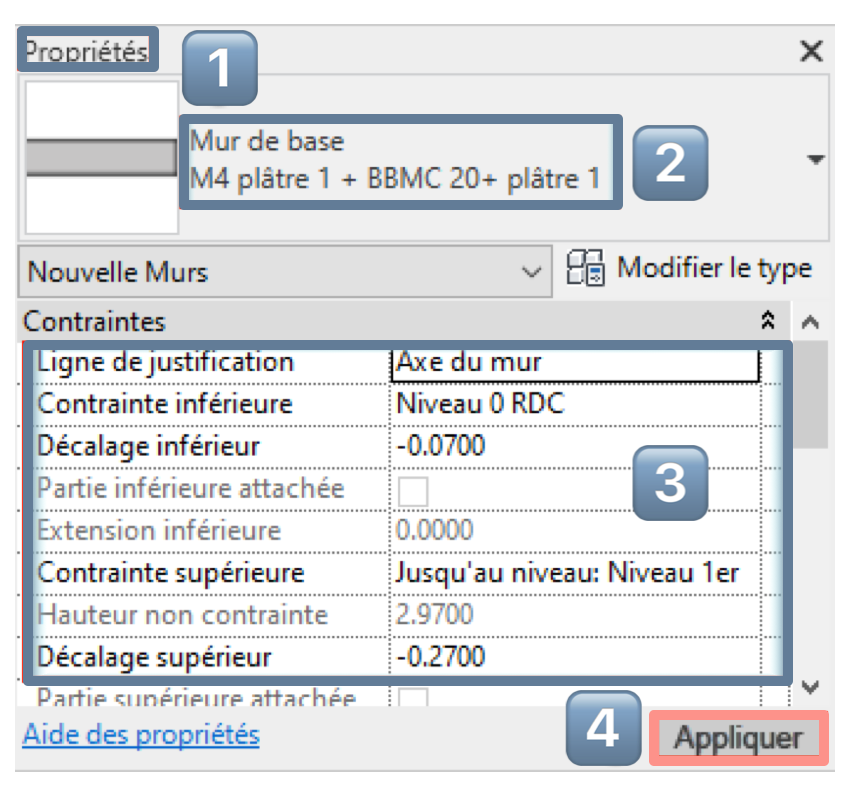 Propriétés
1
Mur de base
M4 plâtre 1 + BBMC 20+ plâtre 1
2
Nouvelle Murs
Modifier le type
Contraintes
Ligne de justification Axe du mur
Contrainte inférieure Niveau 0 RDC
Décalage inférieur -0.0700
Partie inférieure attachée
3
Extension inférieure 0.0000
Contrainte supérieure Jusqu'au niveau: Niveau 1er
Hauteur non contrainte 2.9700
Décalage supérieur -0.2700
Partie supérieure attachée
Aide des propriétés
4
Appliquer